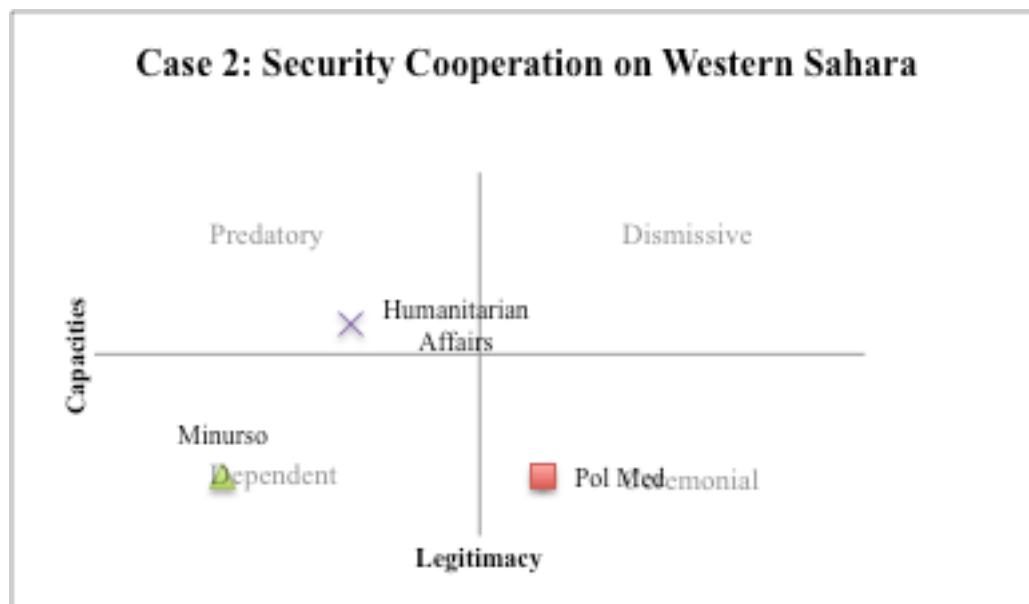 Case 2: Security Cooperation on Western Sahara
Predatory
Dismissive
Humanitarian
Affairs
Capacities
Minurso
Dependent
Pol Med
Ceremonial
Legitimacy